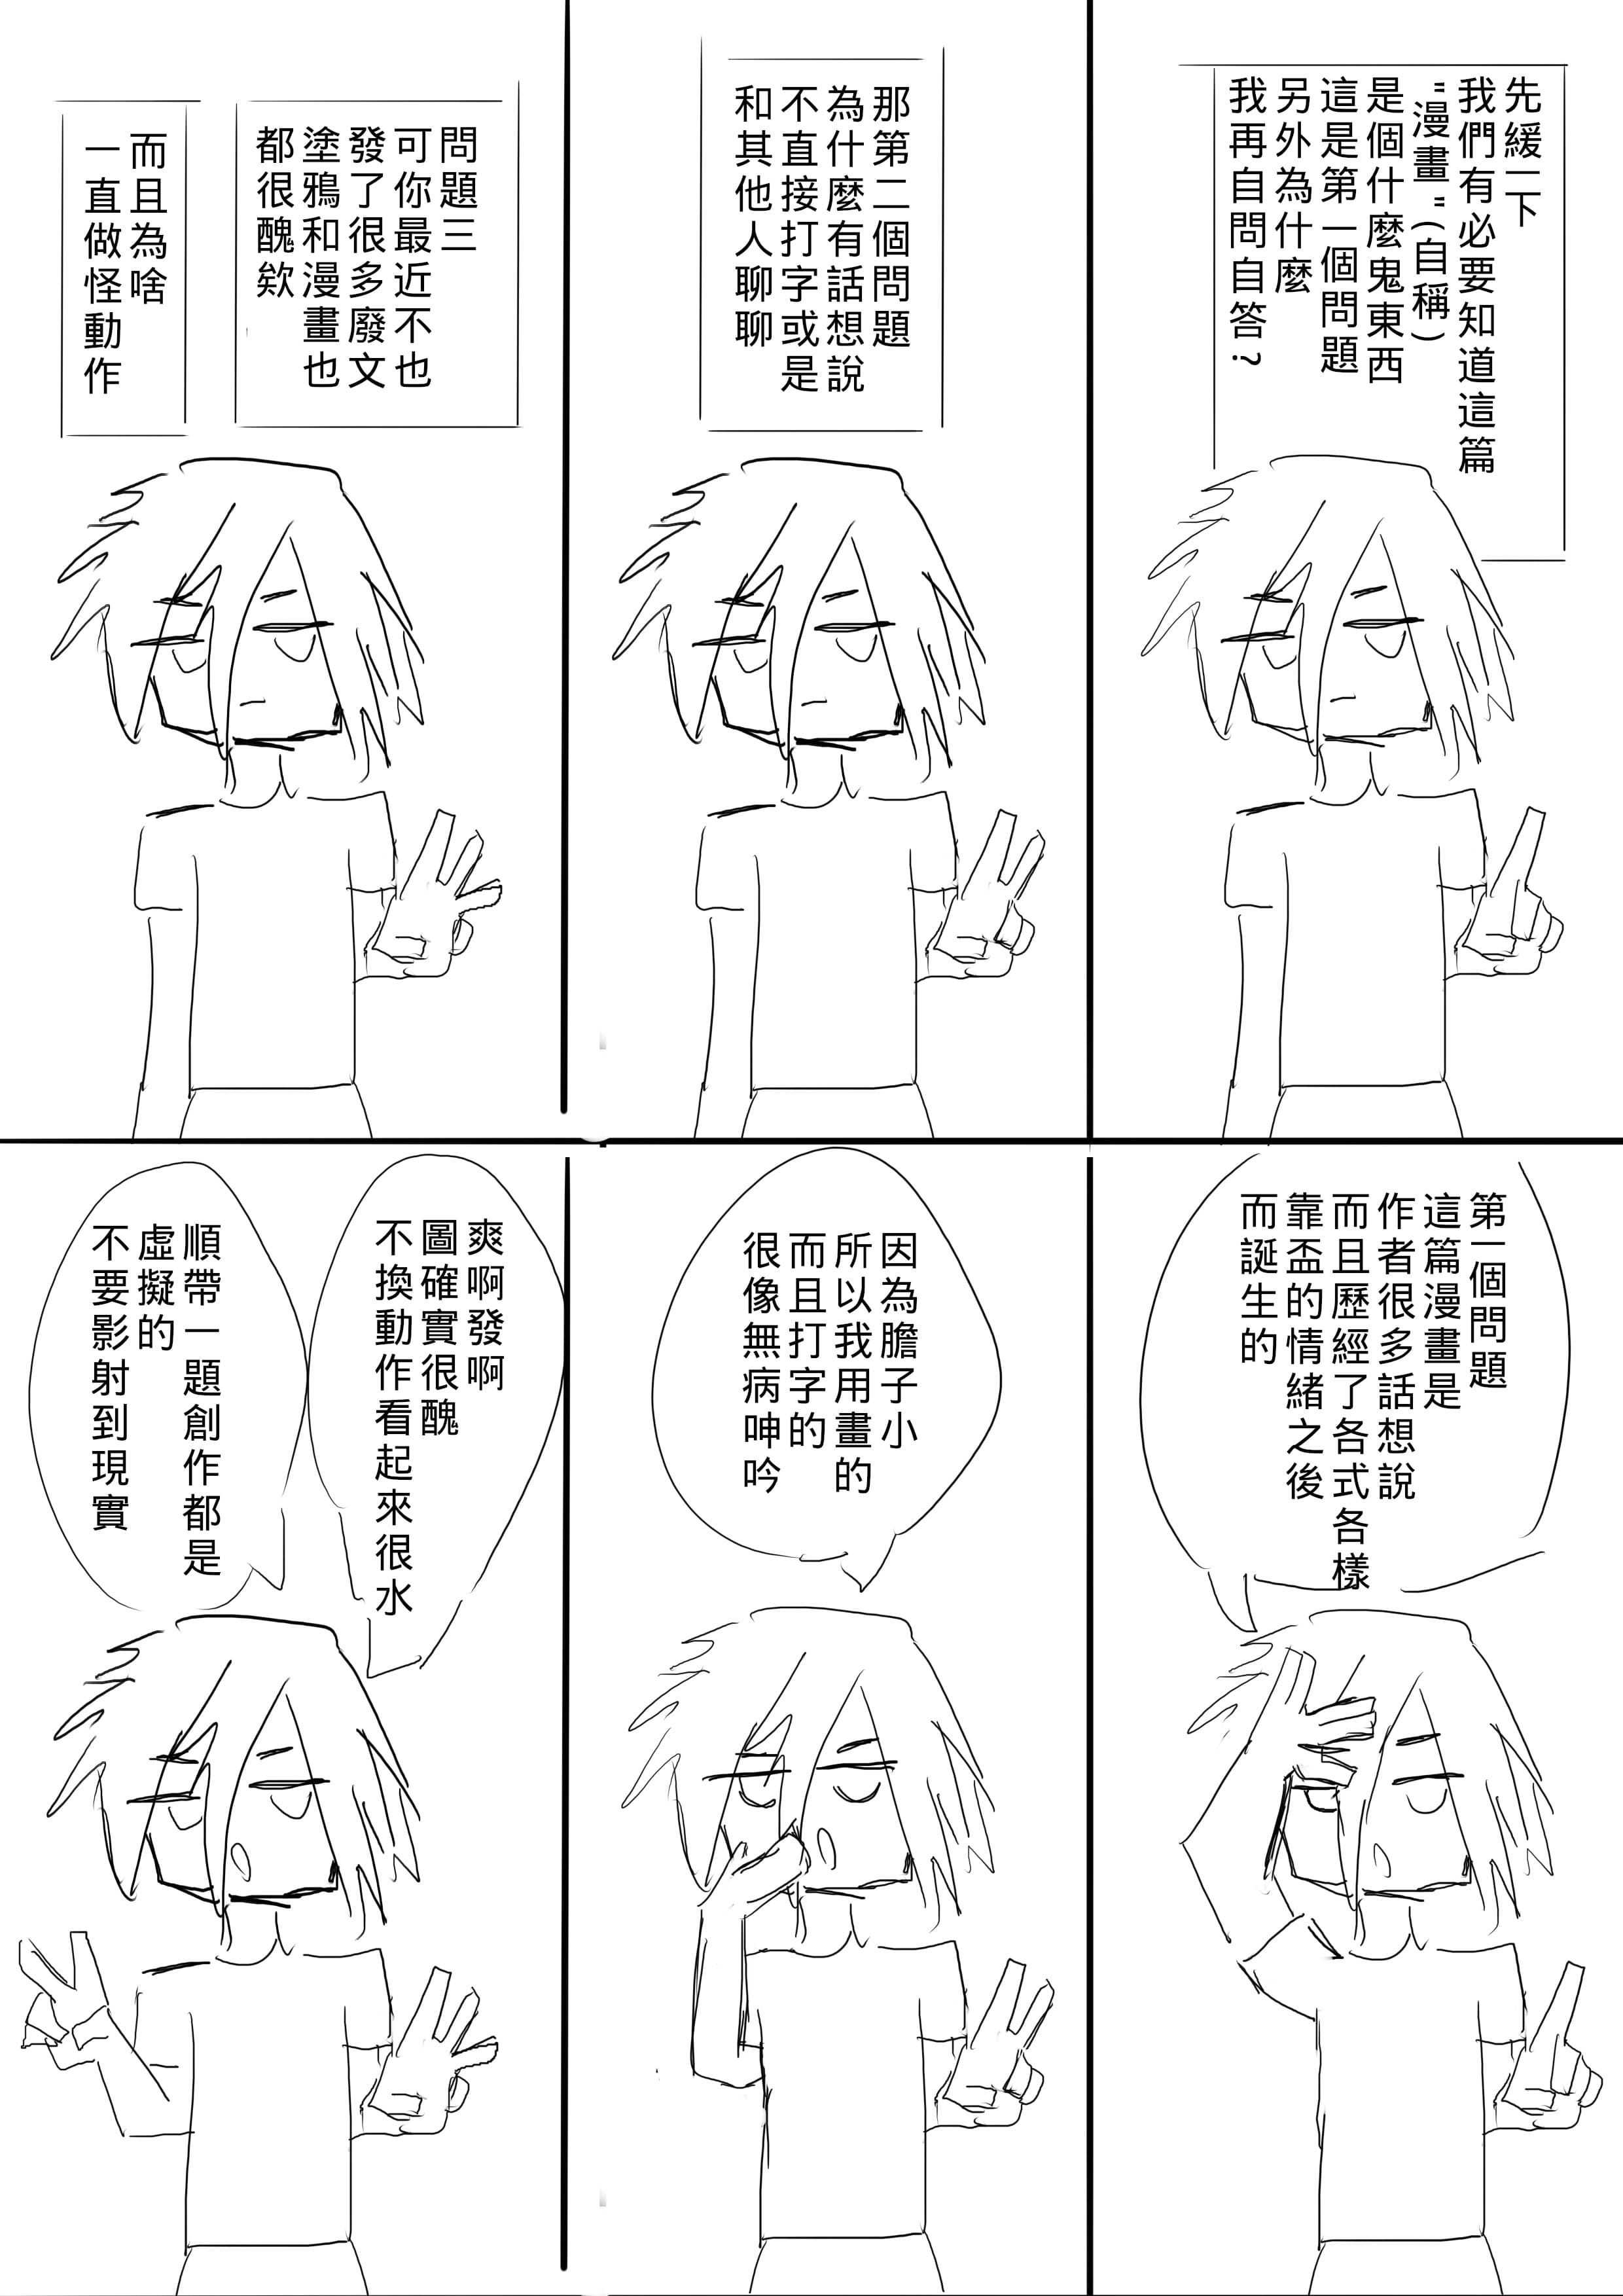 先緩一下
我們有必要知道這篇
"漫畫"(自稱)
是個什麼鬼東西
這是第一個問題
另外為什麼
我再自問自答?
那第二個問題
為什麼有話想說
不直接打字或是
和其他人聊聊
問題三
可你最近不也
發了很多廢文
塗鴉和漫畫也
都很醜欸
而且為啥
一直做怪動作
第一個問題
這篇漫畫是
作者很多話想說
而且歷經了各式各樣
靠盃的情緒之後
而誕生的
因為膽子小
所以我用畫的
而且打字的
很像無病呻吟
爽啊發啊
圖確實很醜
不換動作看起來很水
順帶一題創作都是
虛擬的
不要影射到現實